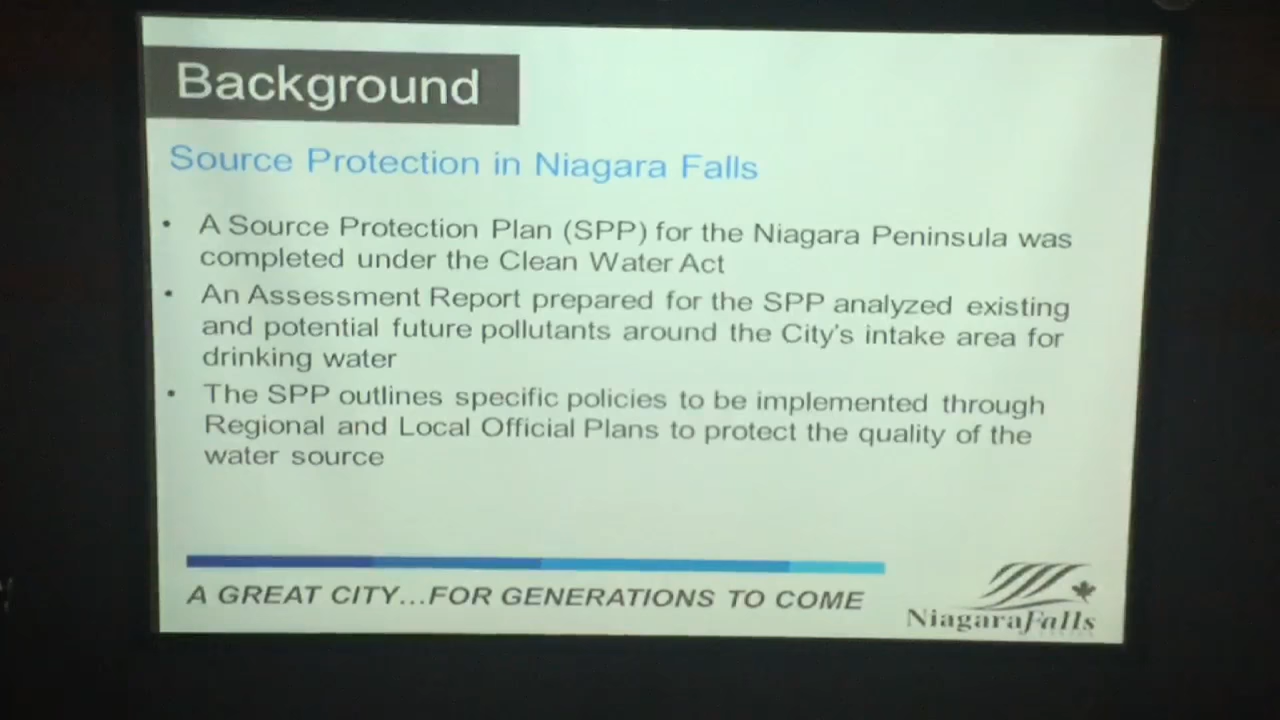 Background
Source Protection in Niagara Falls
• A Source Protection Plan (SPP) for the Niagara Peninsula was
completed under the Clean Water Act
• An Assessment Report prepared for the SPP analyzed existing
and potential future pollutants around the City's intake area for
drinking water
• The SPP outlines specific policies to be implemented through
Regional and Local Official Plans to protect the quality of the
water source
A GREAT CITY...FOR GENERATIONS TO COME
NiagaraFalls